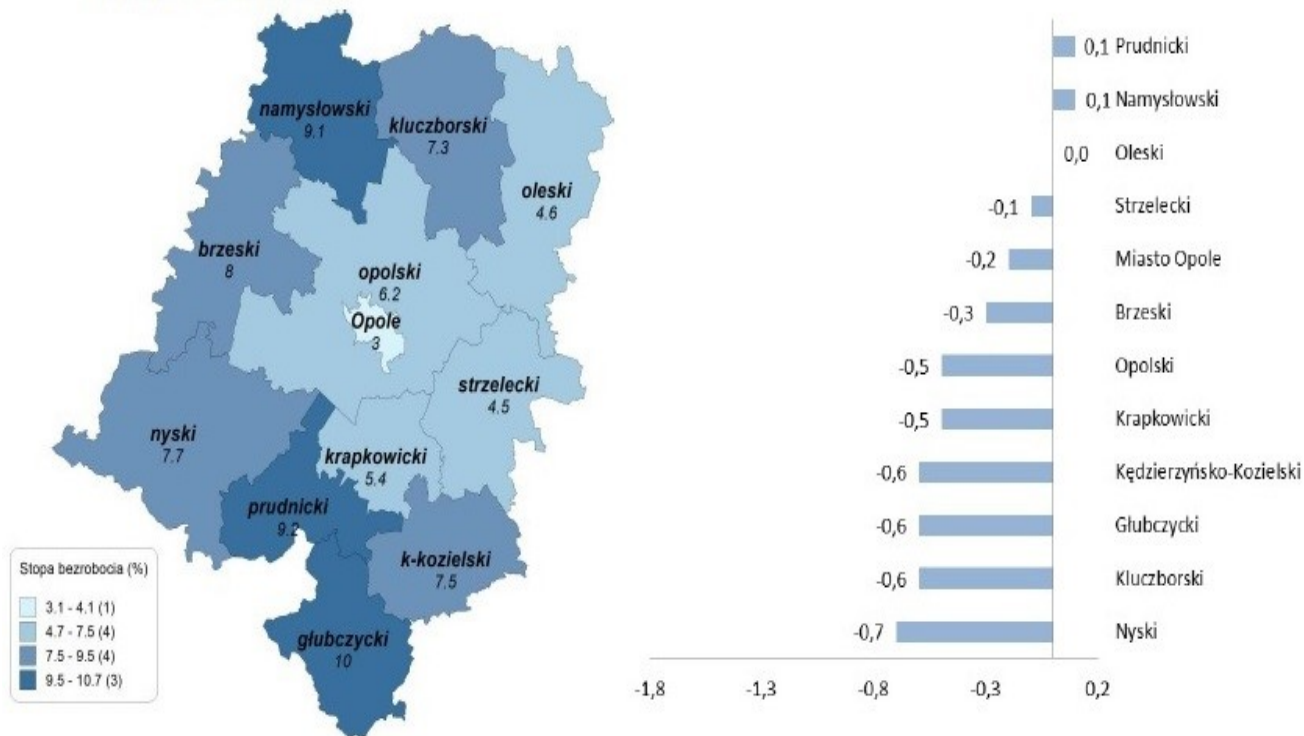 namysłowski
9.1
kluczborski
7.3
oleski
4.6
brzeski
8
opolski
6.2
Opole
3
strzelecki
4.5
nyski
7.7
krapkowicki
5.4
prudnicki
9.2
k-kozielski
7.5
głubczycki
10
Stopa bezrobocia (%)
3.1 - 4.1 (1)
4.7 - 7.5 (4)
7.5 - 9.5 (4)
9.5 - 10.7 (3)
0,1 Prudnicki
0,1 Namysłowski
0,0 Oleski
-0,1 Strzelecki
-0,2 Miasto Opole
-0,3 Brzeski
-0,5 Opolski
-0,5 Krapkowicki
-0,6 Kędzierzyńsko-Kozielski
-0,6 Głubczycki
-0,6 Kluczborski
-0,7 Nyski
-1,8 -1,3 -0,8 -0,3 0,2